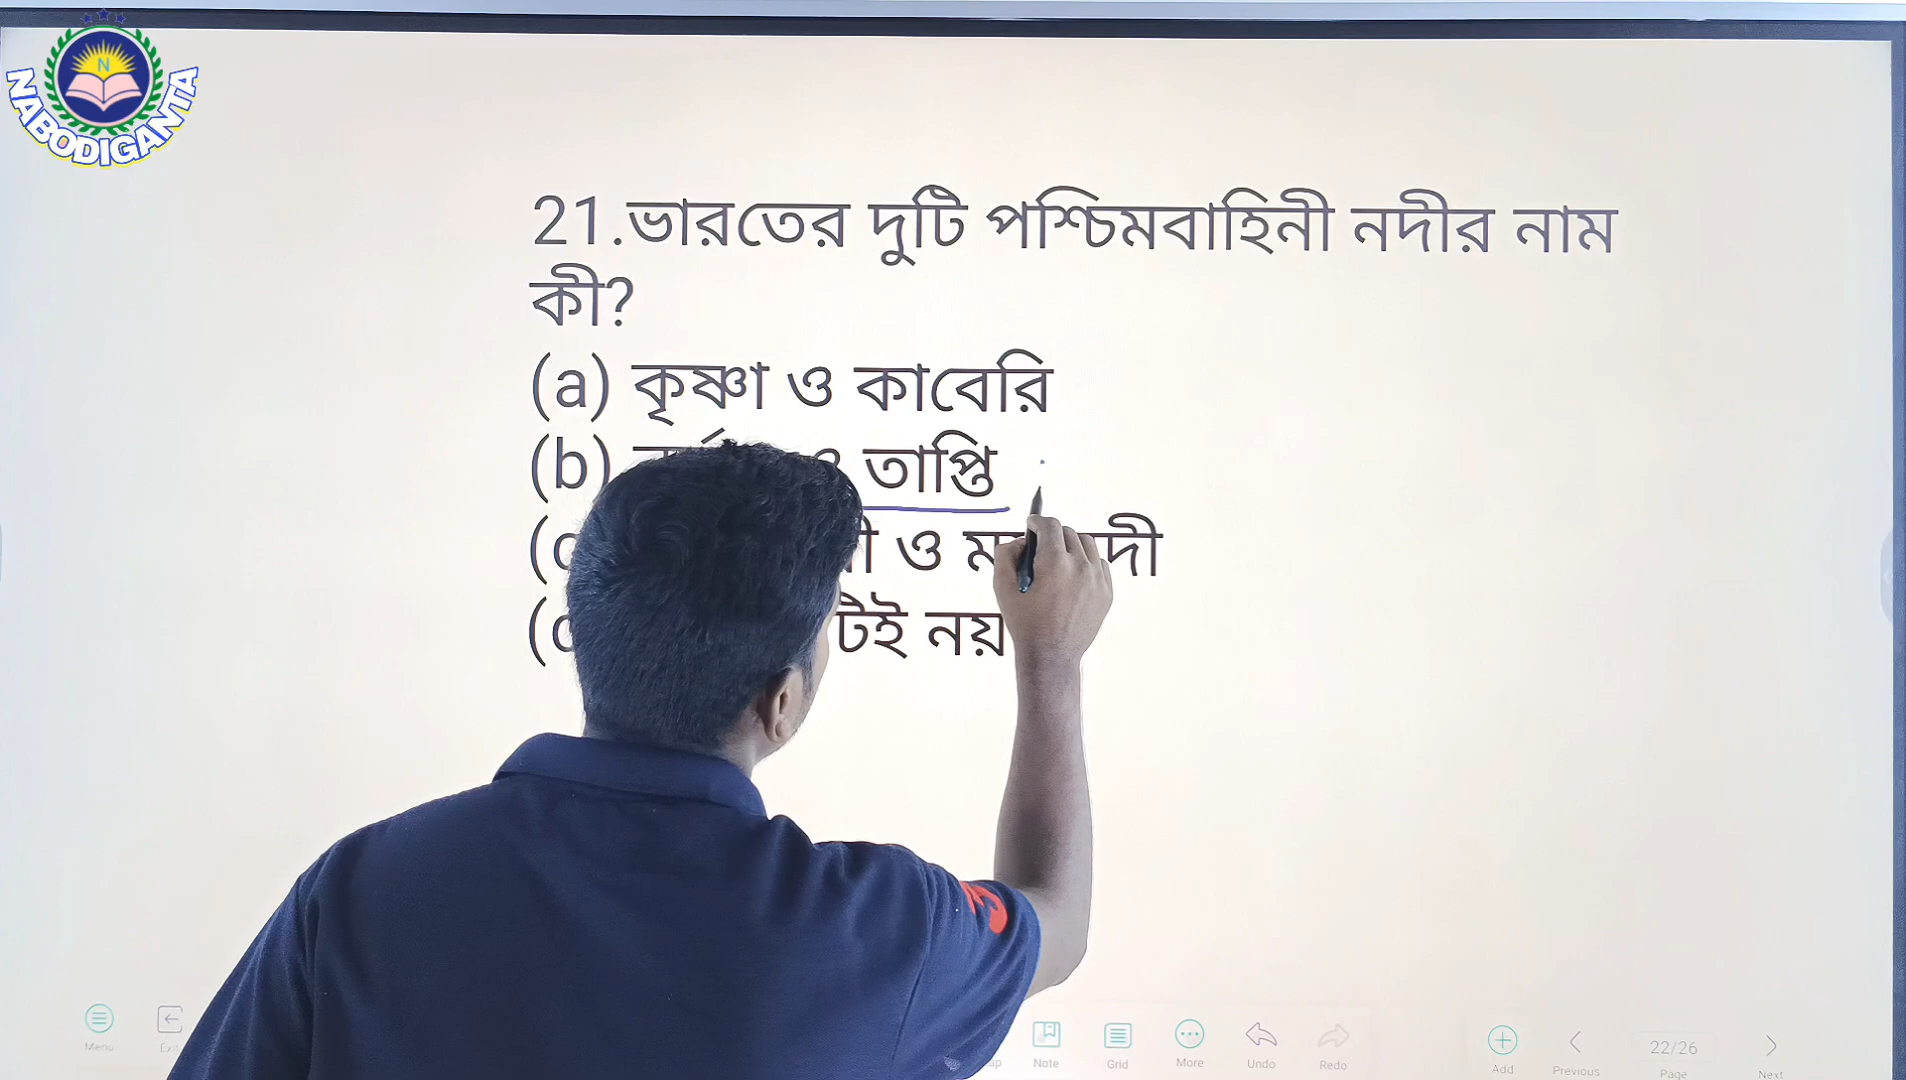 NABODIGANTA
21.ভারতের দুটি পশ্চিমবাহিনী নদীর নাম
কী?
(a) কৃষ্ণা ও কাবেরি
(b) ও তাপ্তি
ও
টিই নয়
Menu
Note Grid More Undo Redo Add Previous 22/26 Page Next